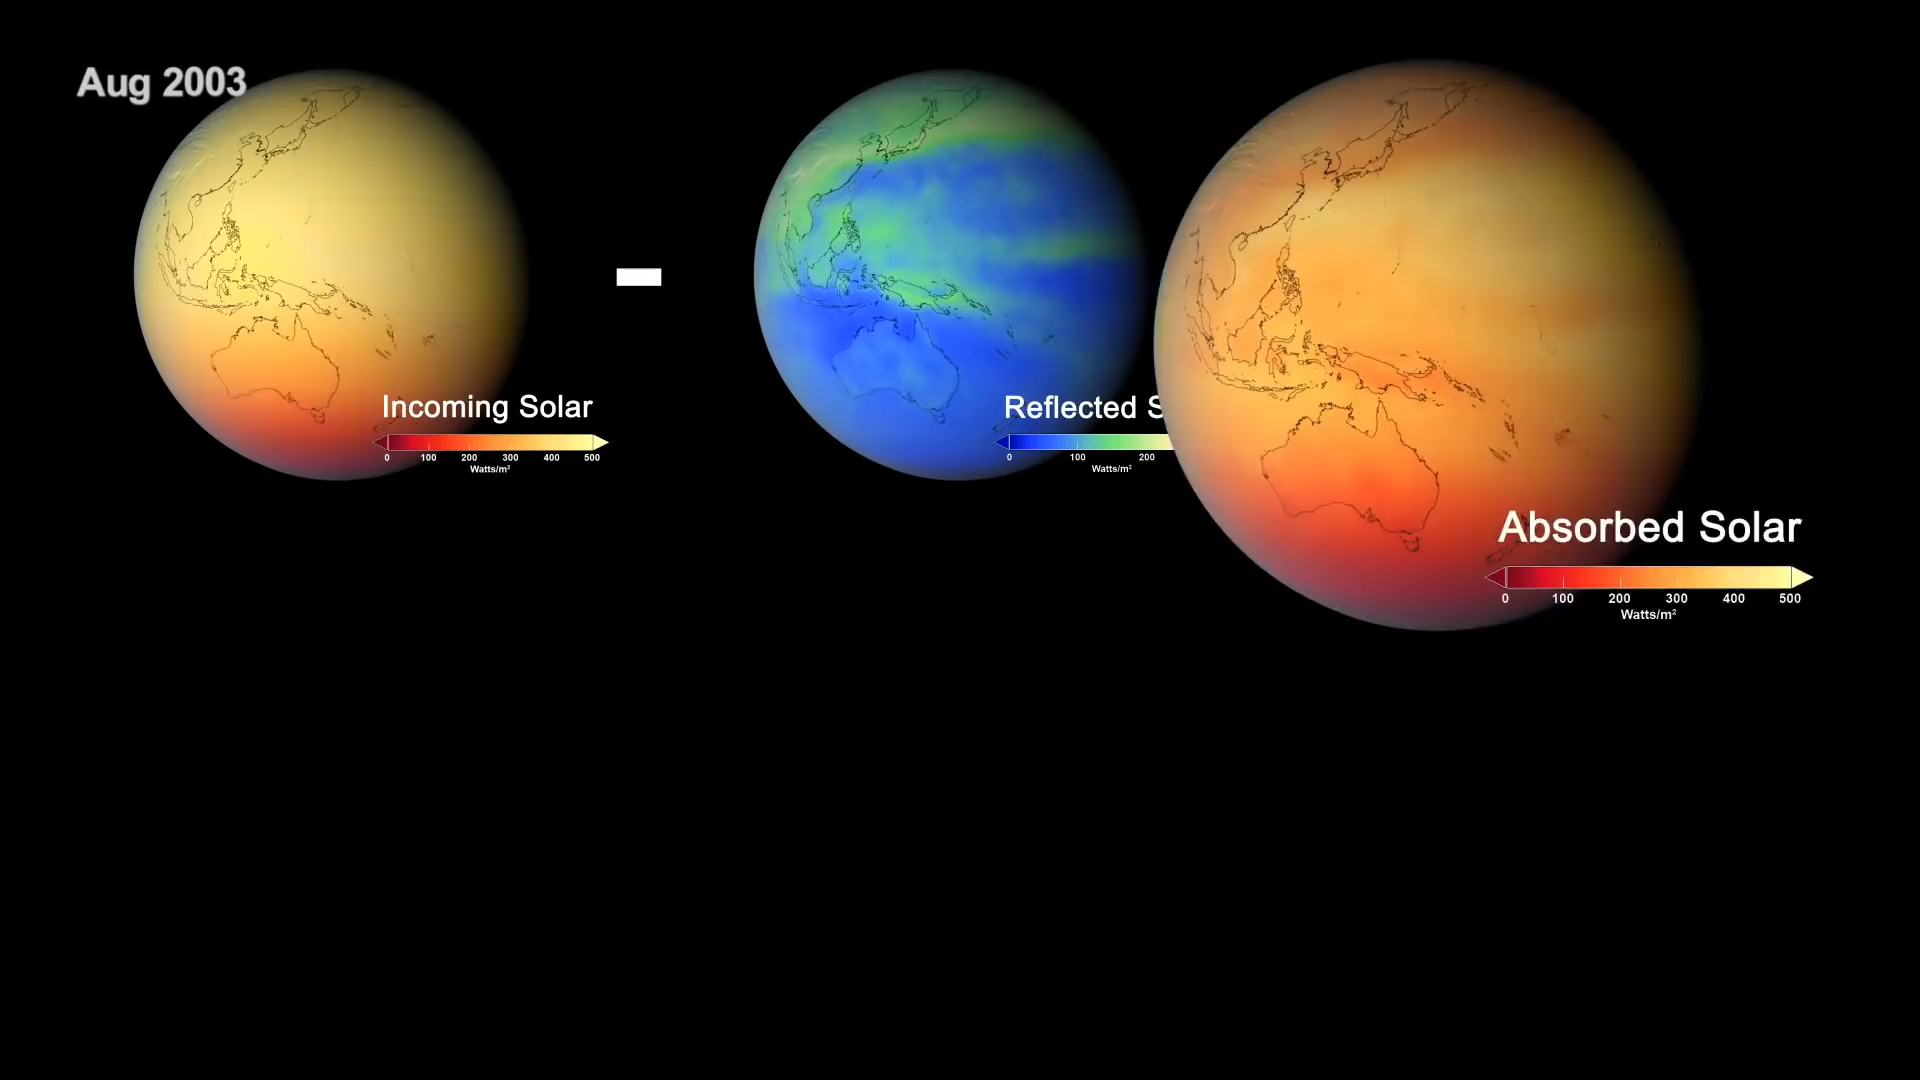 Aug 2003
Incoming Solar
0 100 200 300 400 500
Watts/m²
Reflected S
0 100 200
Watts/m²
Absorbed Solar
0 100 200 300 400 500
Watts/m²